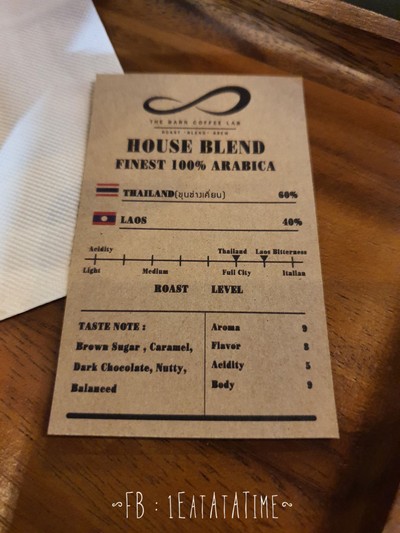 THE DARK COFFEE LAB
ROAST · BLEND · BREW
HOUSE BLEND
FINEST 100% ARABICA
THAILAND(ขุนช่างเคี่ยน) 60%
LAOS 40%
Acidity Thailand Laos Bitterness
Light Medium Full City Italian
ROAST LEVEL
TASTE NOTE :
Brown Sugar , Caramel,
Dark Chocolate, Nutty,
Balanced
Aroma 9
Flavor 8
Acidity 5
Body 9
~FB : 1EATATATIME~